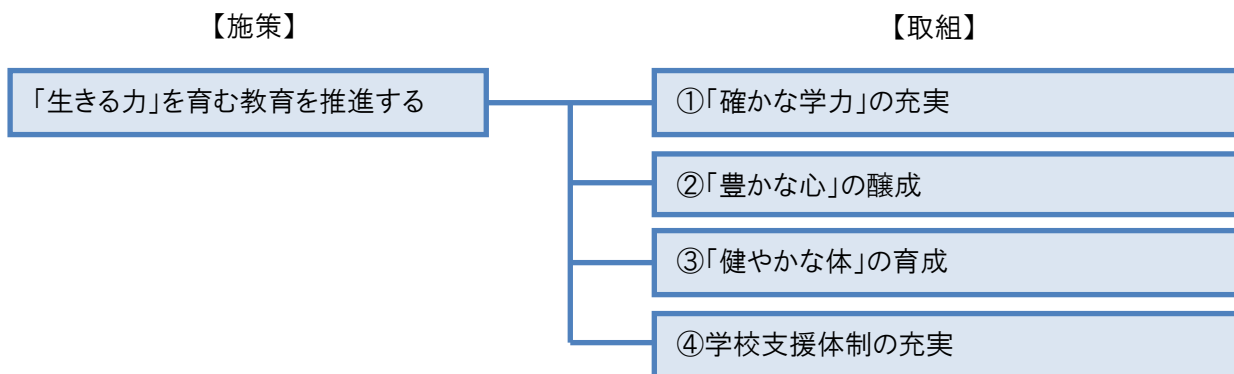 【施策】
【取組】
「生きる力」を育む教育を推進する
①「確かな学力」の充実
②「豊かな心」の醸成
③「健やかな体」の育成
④学校支援体制の充実